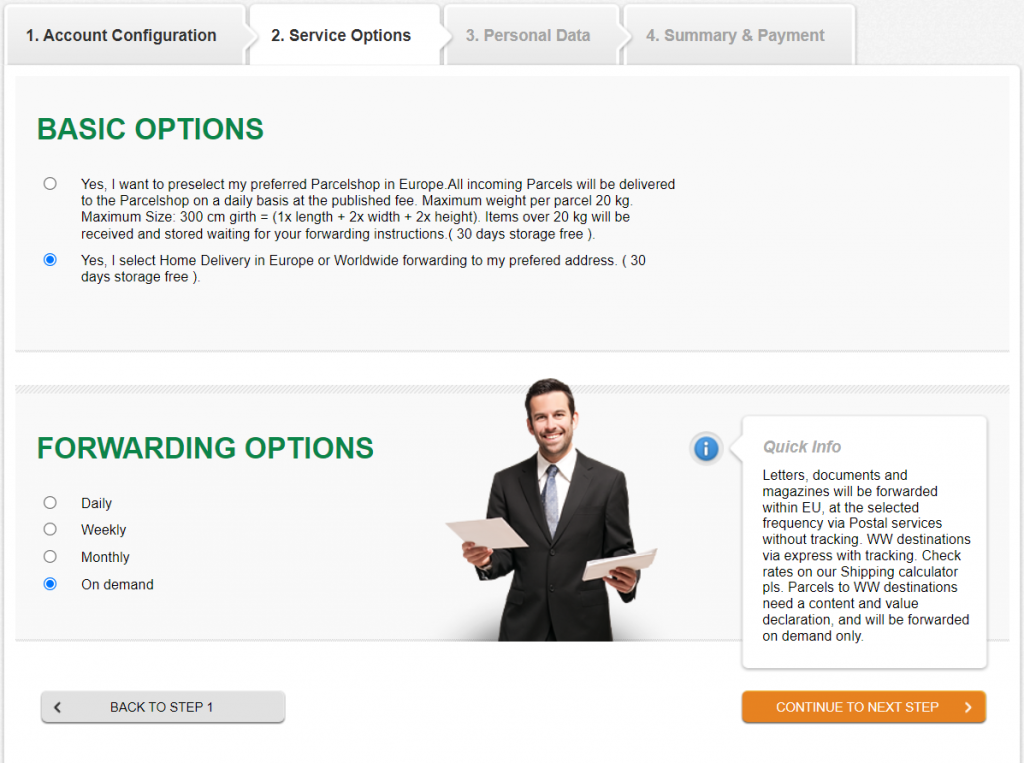 1. Account Configuration
2. Service Options
3. Personal Data
4. Summary & Payment
BASIC OPTIONS
Yes, I want to preselect my preferred Parcelshop in Europe.All incoming Parcels will be delivered
to the Parcelshop on a daily basis at the published fee. Maximum weight per parcel 20 kg.
Maximum Size: 300 cm girth = (1x length + 2x width + 2x height). Items over 20 kg will be
received and stored waiting for your forwarding instructions.( 30 days storage free ).
Yes, I select Home Delivery in Europe or Worldwide forwarding to my prefered address. ( 30
days storage free ).
FORWARDING OPTIONS
Daily
Weekly
Monthly
On demand
Quick Info
Letters, documents and
magazines will be forwarded
within EU, at the selected
frequency via Postal services
without tracking. WW destinations
via express with tracking. Check
rates on our Shipping calculator
pls. Parcels to WW destinations
need a content and value
declaration, and will be forwarded
on demand only.
BACK TO STEP 1
CONTINUE TO NEXT STEP